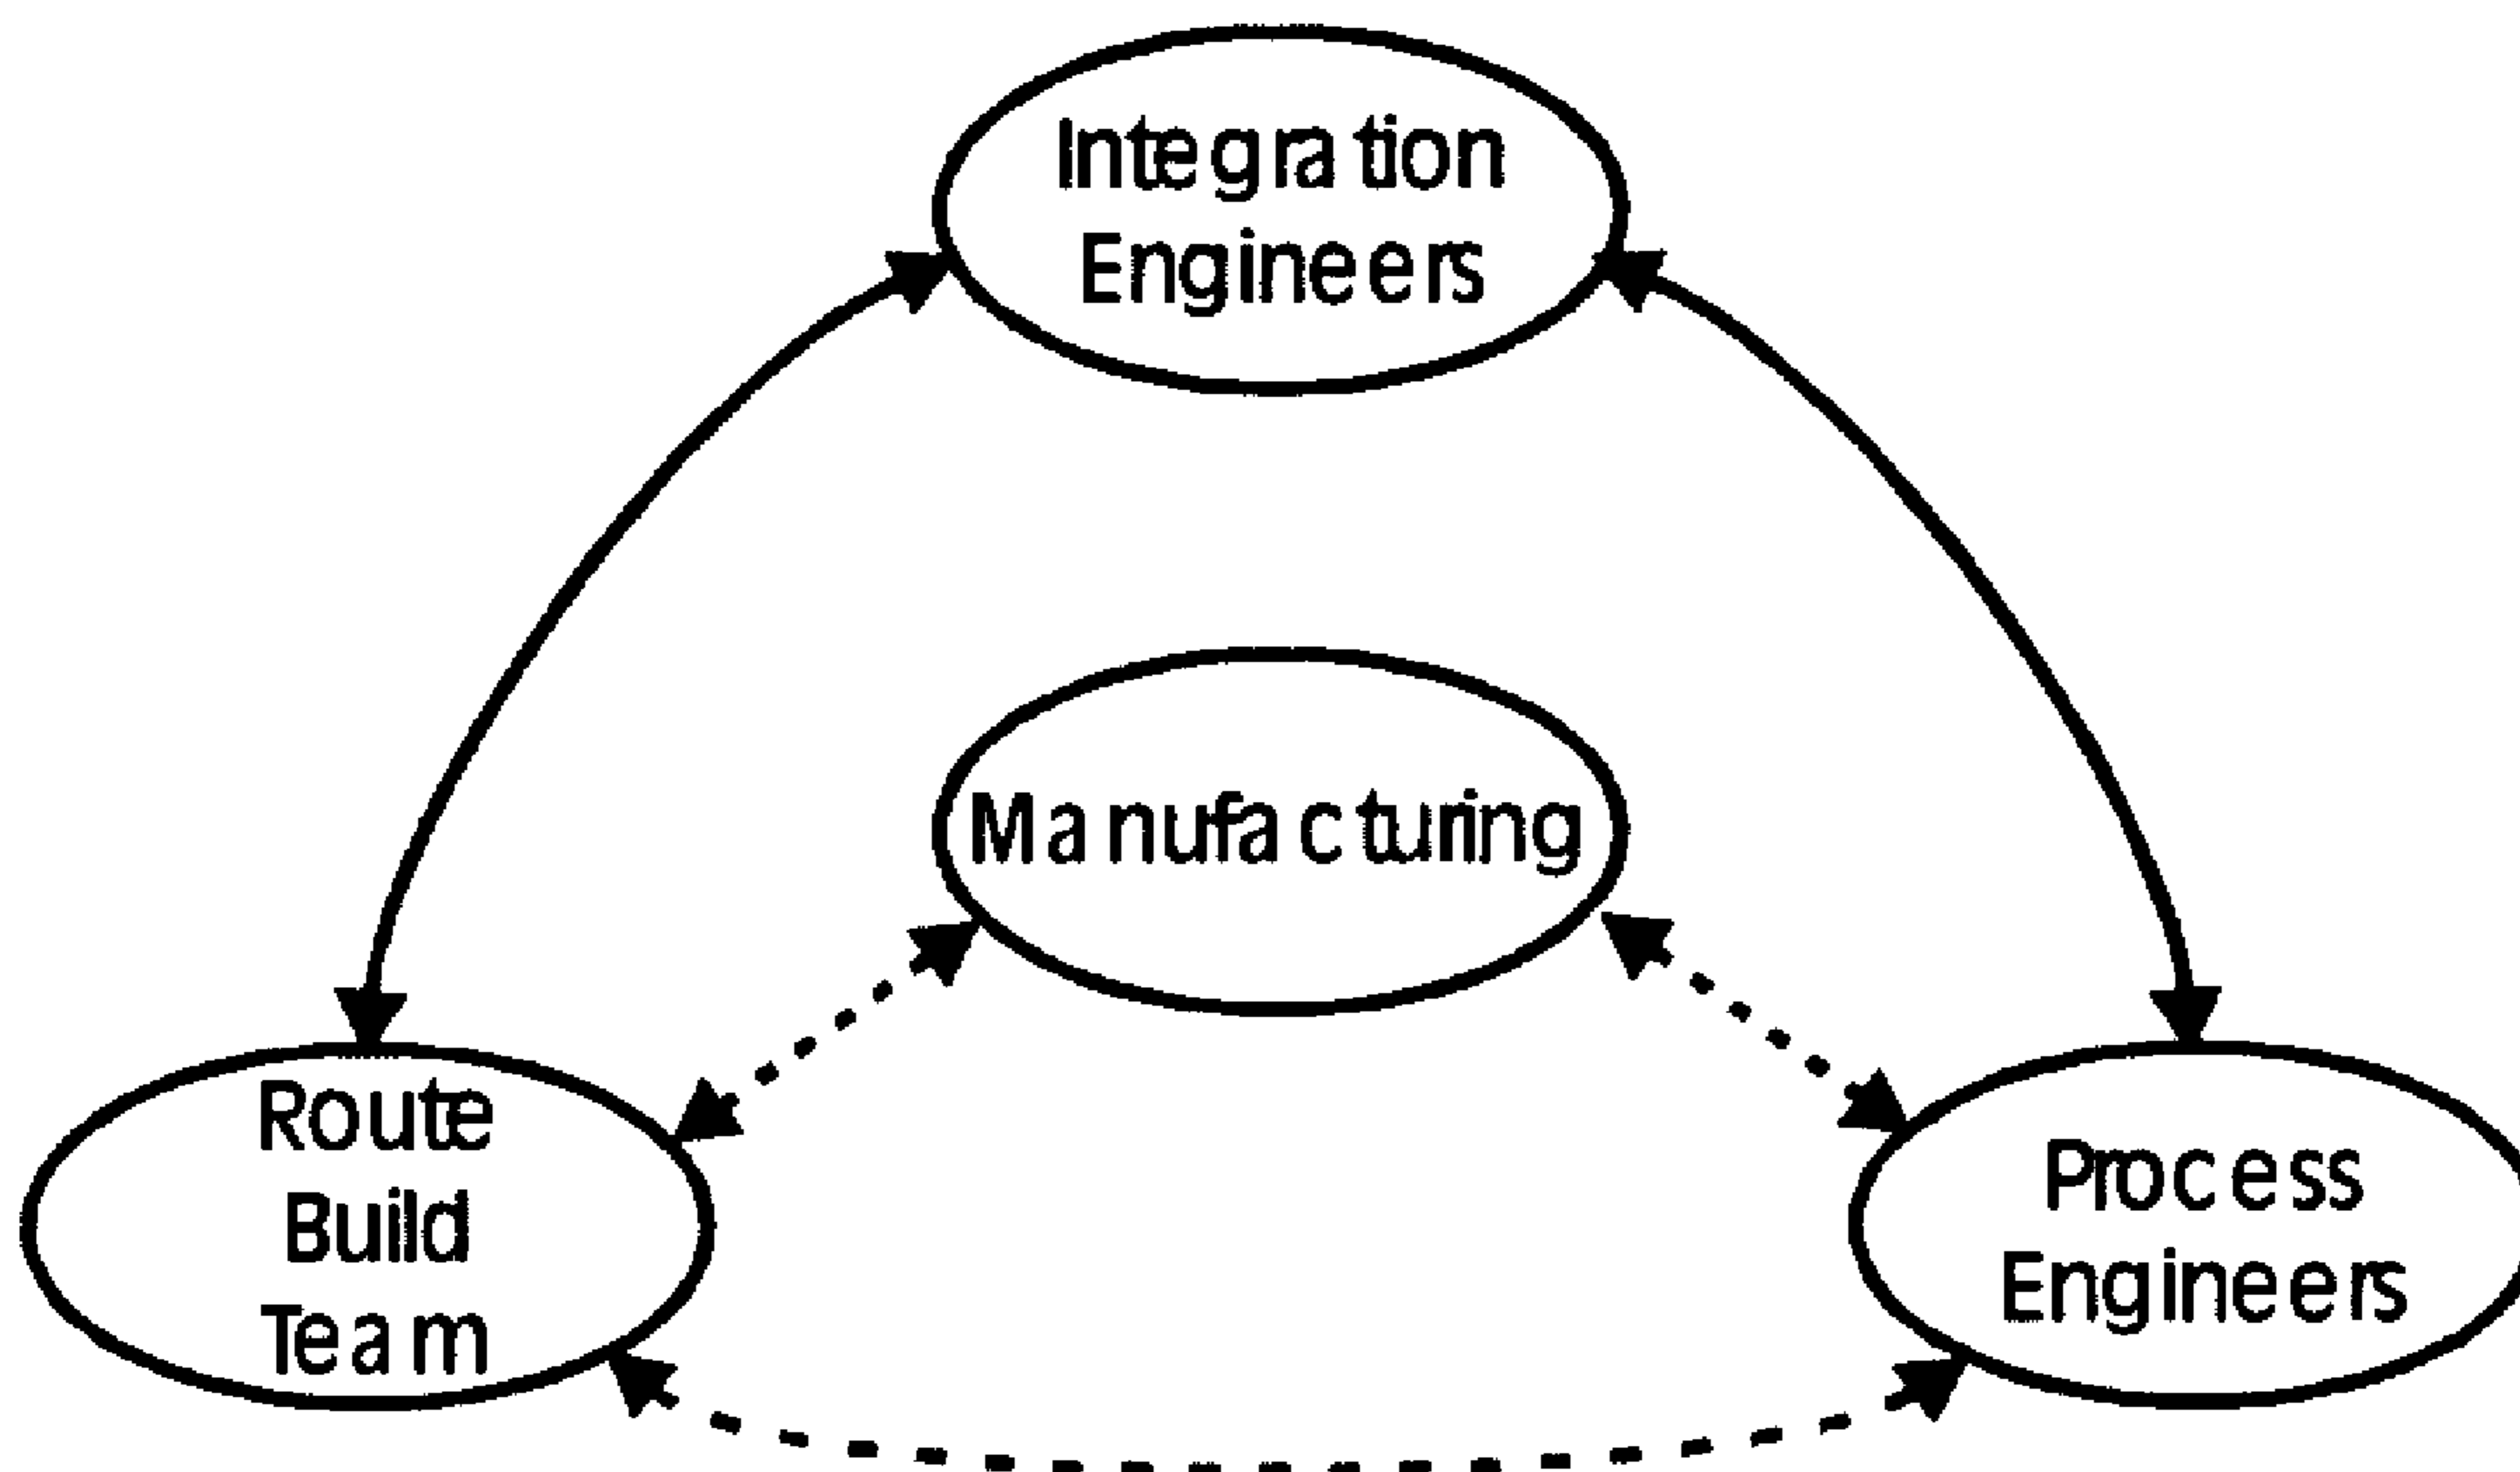 Integration
Engineers
Manufacturing
Route
Build
Team
Process
Engineers